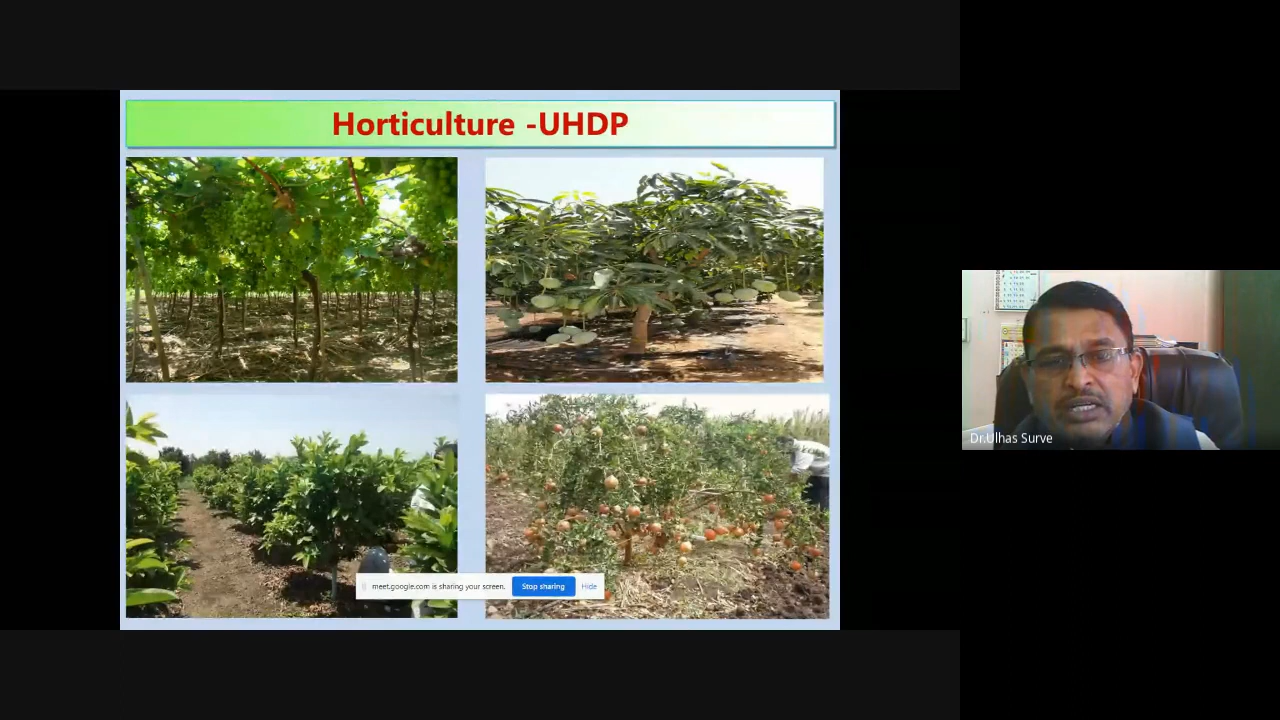 Horticulture -UHDP
meet.google.com is sharing your screen. Stop sharing Hide
Dr.Ulhas Surve